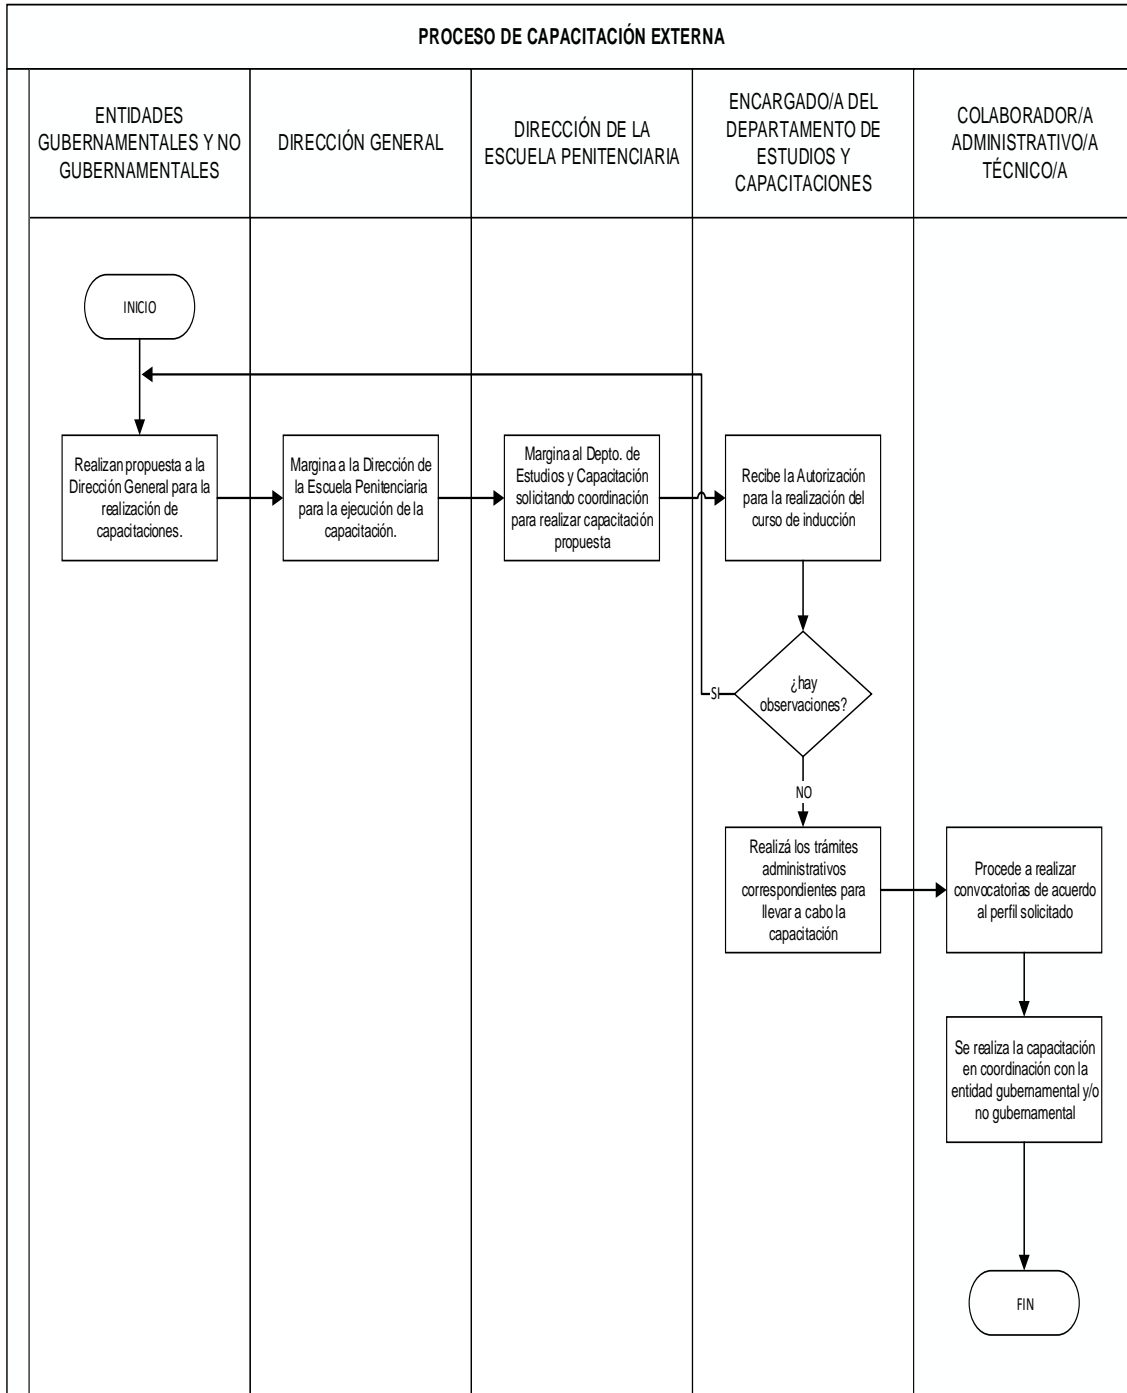 PROCESO DE CAPACITACIÓN EXTERNA
ENTIDADES
GUBERNAMENTALES Y NO
GUBERNAMENTALES
DIRECCIÓN GENERAL
DIRECCIÓN DE LA
ESCUELA PENITENCIARIA
ENCARGADO/A DEL
DEPARTAMENTO DE
ESTUDIOS Y
CAPACITACIONES
COLABORADOR/A
ADMINISTRATIVO/A
TÉCNICO/A
INICIO
Realizan propuesta a la
Dirección General para la
realización de
capacitaciones.
Margina a la Dirección de
la Escuela Penitenciaria
para la ejecución de la
capacitación.
Margina al Depto. de
Estudios y Capacitación
solicitando coordinación
para realizar capacitación
propuesta
Recibe la Autorización
para la realización del
curso de inducción
¿hay
observaciones?
SI
NO
Realizá los trámites
administrativos
correspondientes para
llevar a cabo la
capacitación
Procede a realizar
convocatorias de acuerdo
al perfil solicitado
Se realiza la capacitación
en coordinación con la
entidad gubernamental y/o
no gubernamental
FIN